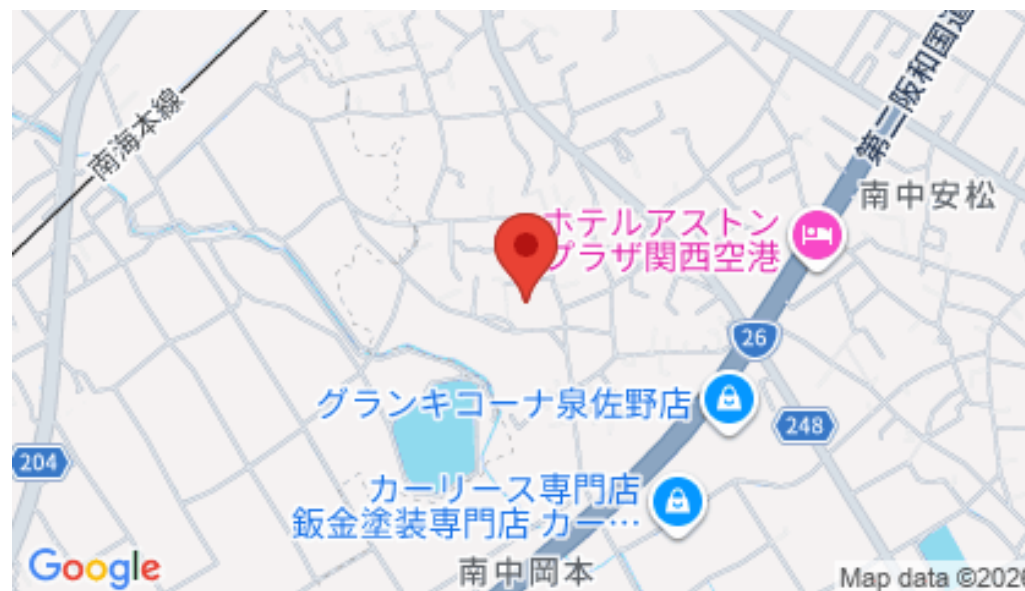 第二阪和国道
南海本線
南中安松
ホテルアストン
プラザ関西空港
26
グランキコーナ泉佐野店
248
204
カーリース専門店
鈑金塗装専門店 カー…
南中岡本
Google
Map data ©2026